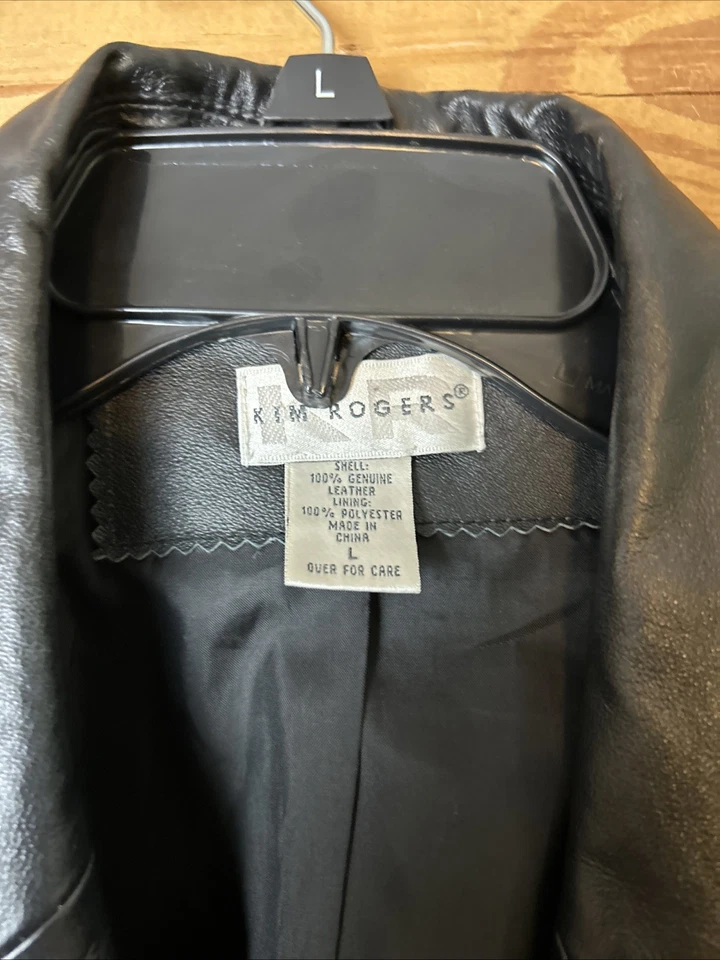 L
KIM ROGERS®
SHELL:
100% GENUINE
LEATHER
LINING:
100% POLYESTER
MADE IN
CHINA
L
OVER FOR CARE